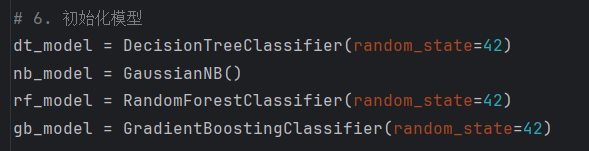 # 6. 初始化模型
dt_model = DecisionTreeClassifier(random_state=42)
nb_model = GaussianNB()
rf_model = RandomForestClassifier(random_state=42)
gb_model = GradientBoostingClassifier(random_state=42)